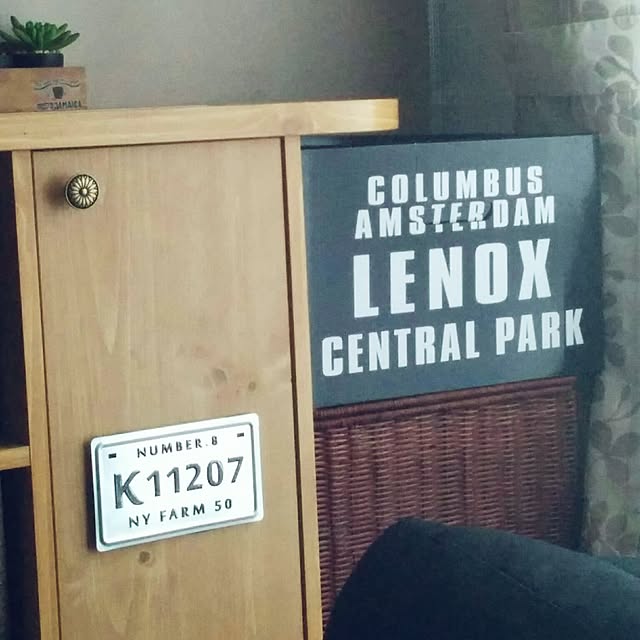 COLUMBUS
AMSTERDAM
LENOX
CENTRAL PARK
NUMBER.8
K11207
NY FARM 50